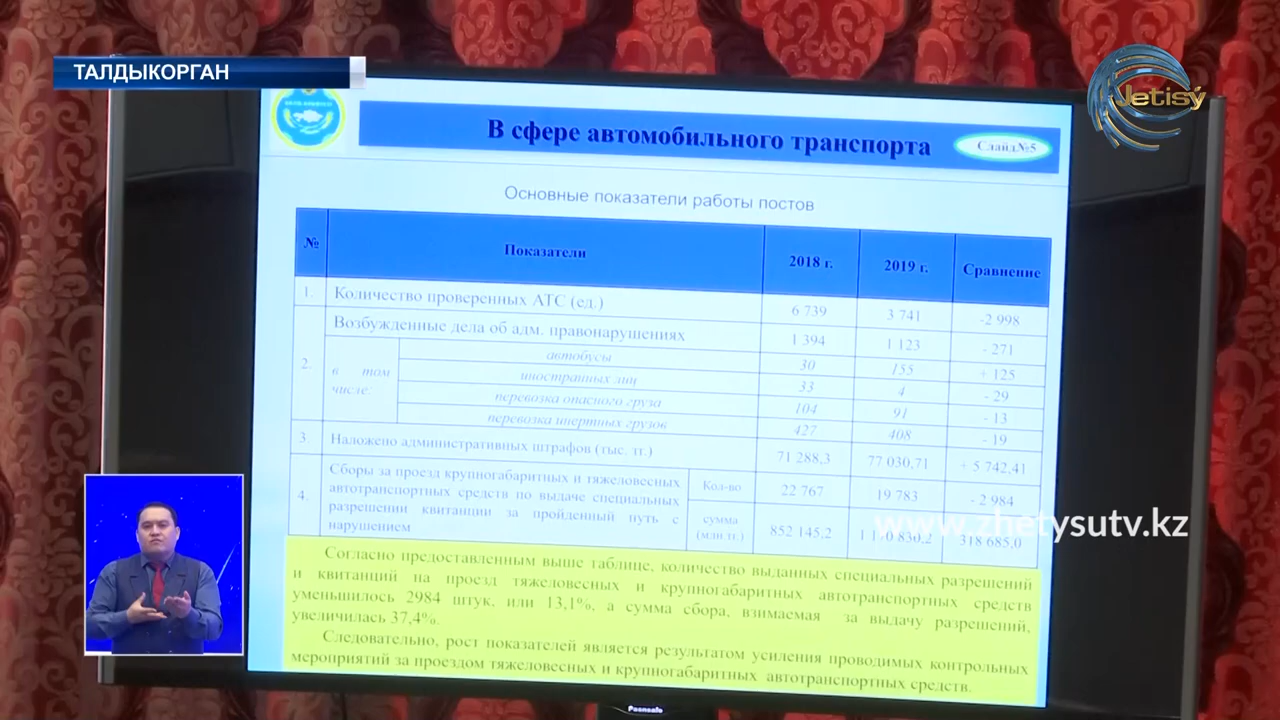 ТАЛДЫКОРГАН
Jetisý
В сфере автомобильного транспорта
Слайд№5
Основные показатели работы постов
№ Показатели 2018 г. 2019 г. Сравнение
1. Количество проверенных АТС (ед.) 6 739 3 741 -2 998
2. Возбужденные дела об адм. правонарушениях 1 394 1 123 - 271
в том числе: автобусы 30 155 + 125
иностранных лиц 33 4 - 29
перевозка опасного груза 104 91 - 13
перевозка инертных грузов 427 408 - 19
3. Наложено административных штрафов (тыс. тг.) 71 288,3 77 030,71 + 5 742,41
4. Сборы за проезд крупногабаритных и тяжеловесных
автотранспортных средств по выдаче специальных
разрешении квитанции за пройденный путь с
нарушением
Кол-во 22 767 19 783 - 2 984
сумма
(млн.тг.) 852 145,2 1 170 830,2 318 685,0
www.zhetysutv.kz
Согласно предоставленным выше таблице, количество выданных специальных разрешений
и квитанций на проезд тяжеловесных и крупногабаритных автотранспортных средств
уменьшилось 2984 штук, или 13,1%, а сумма сбора, взимаемая за выдачу разрешений,
увеличилась 37,4%.
Следовательно, рост показателей является результатом усиления проводимых контрольных
мероприятий за проездом тяжеловесных и крупногабаритных автотранспортных средств.